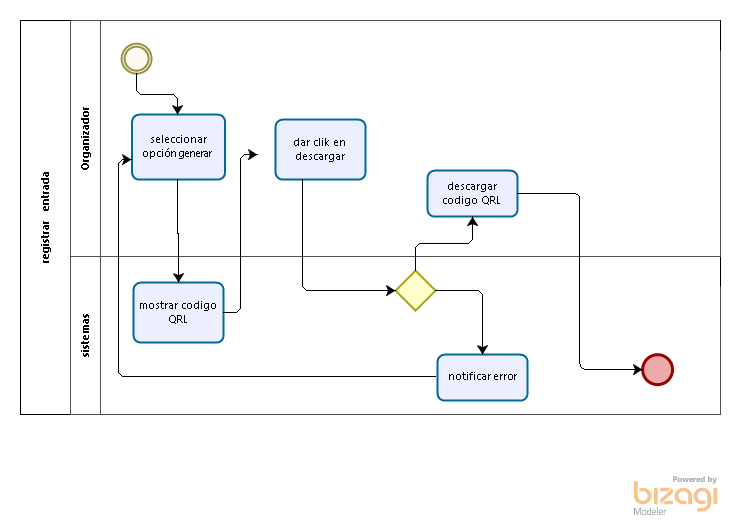 registrar entrada
Organizador
seleccionar
opción generar
dar clik en
descargar
descargar
codigo QRL
sistemas
mostrar codigo
QRL
notificar error
Powered by
bizagi
Modeler